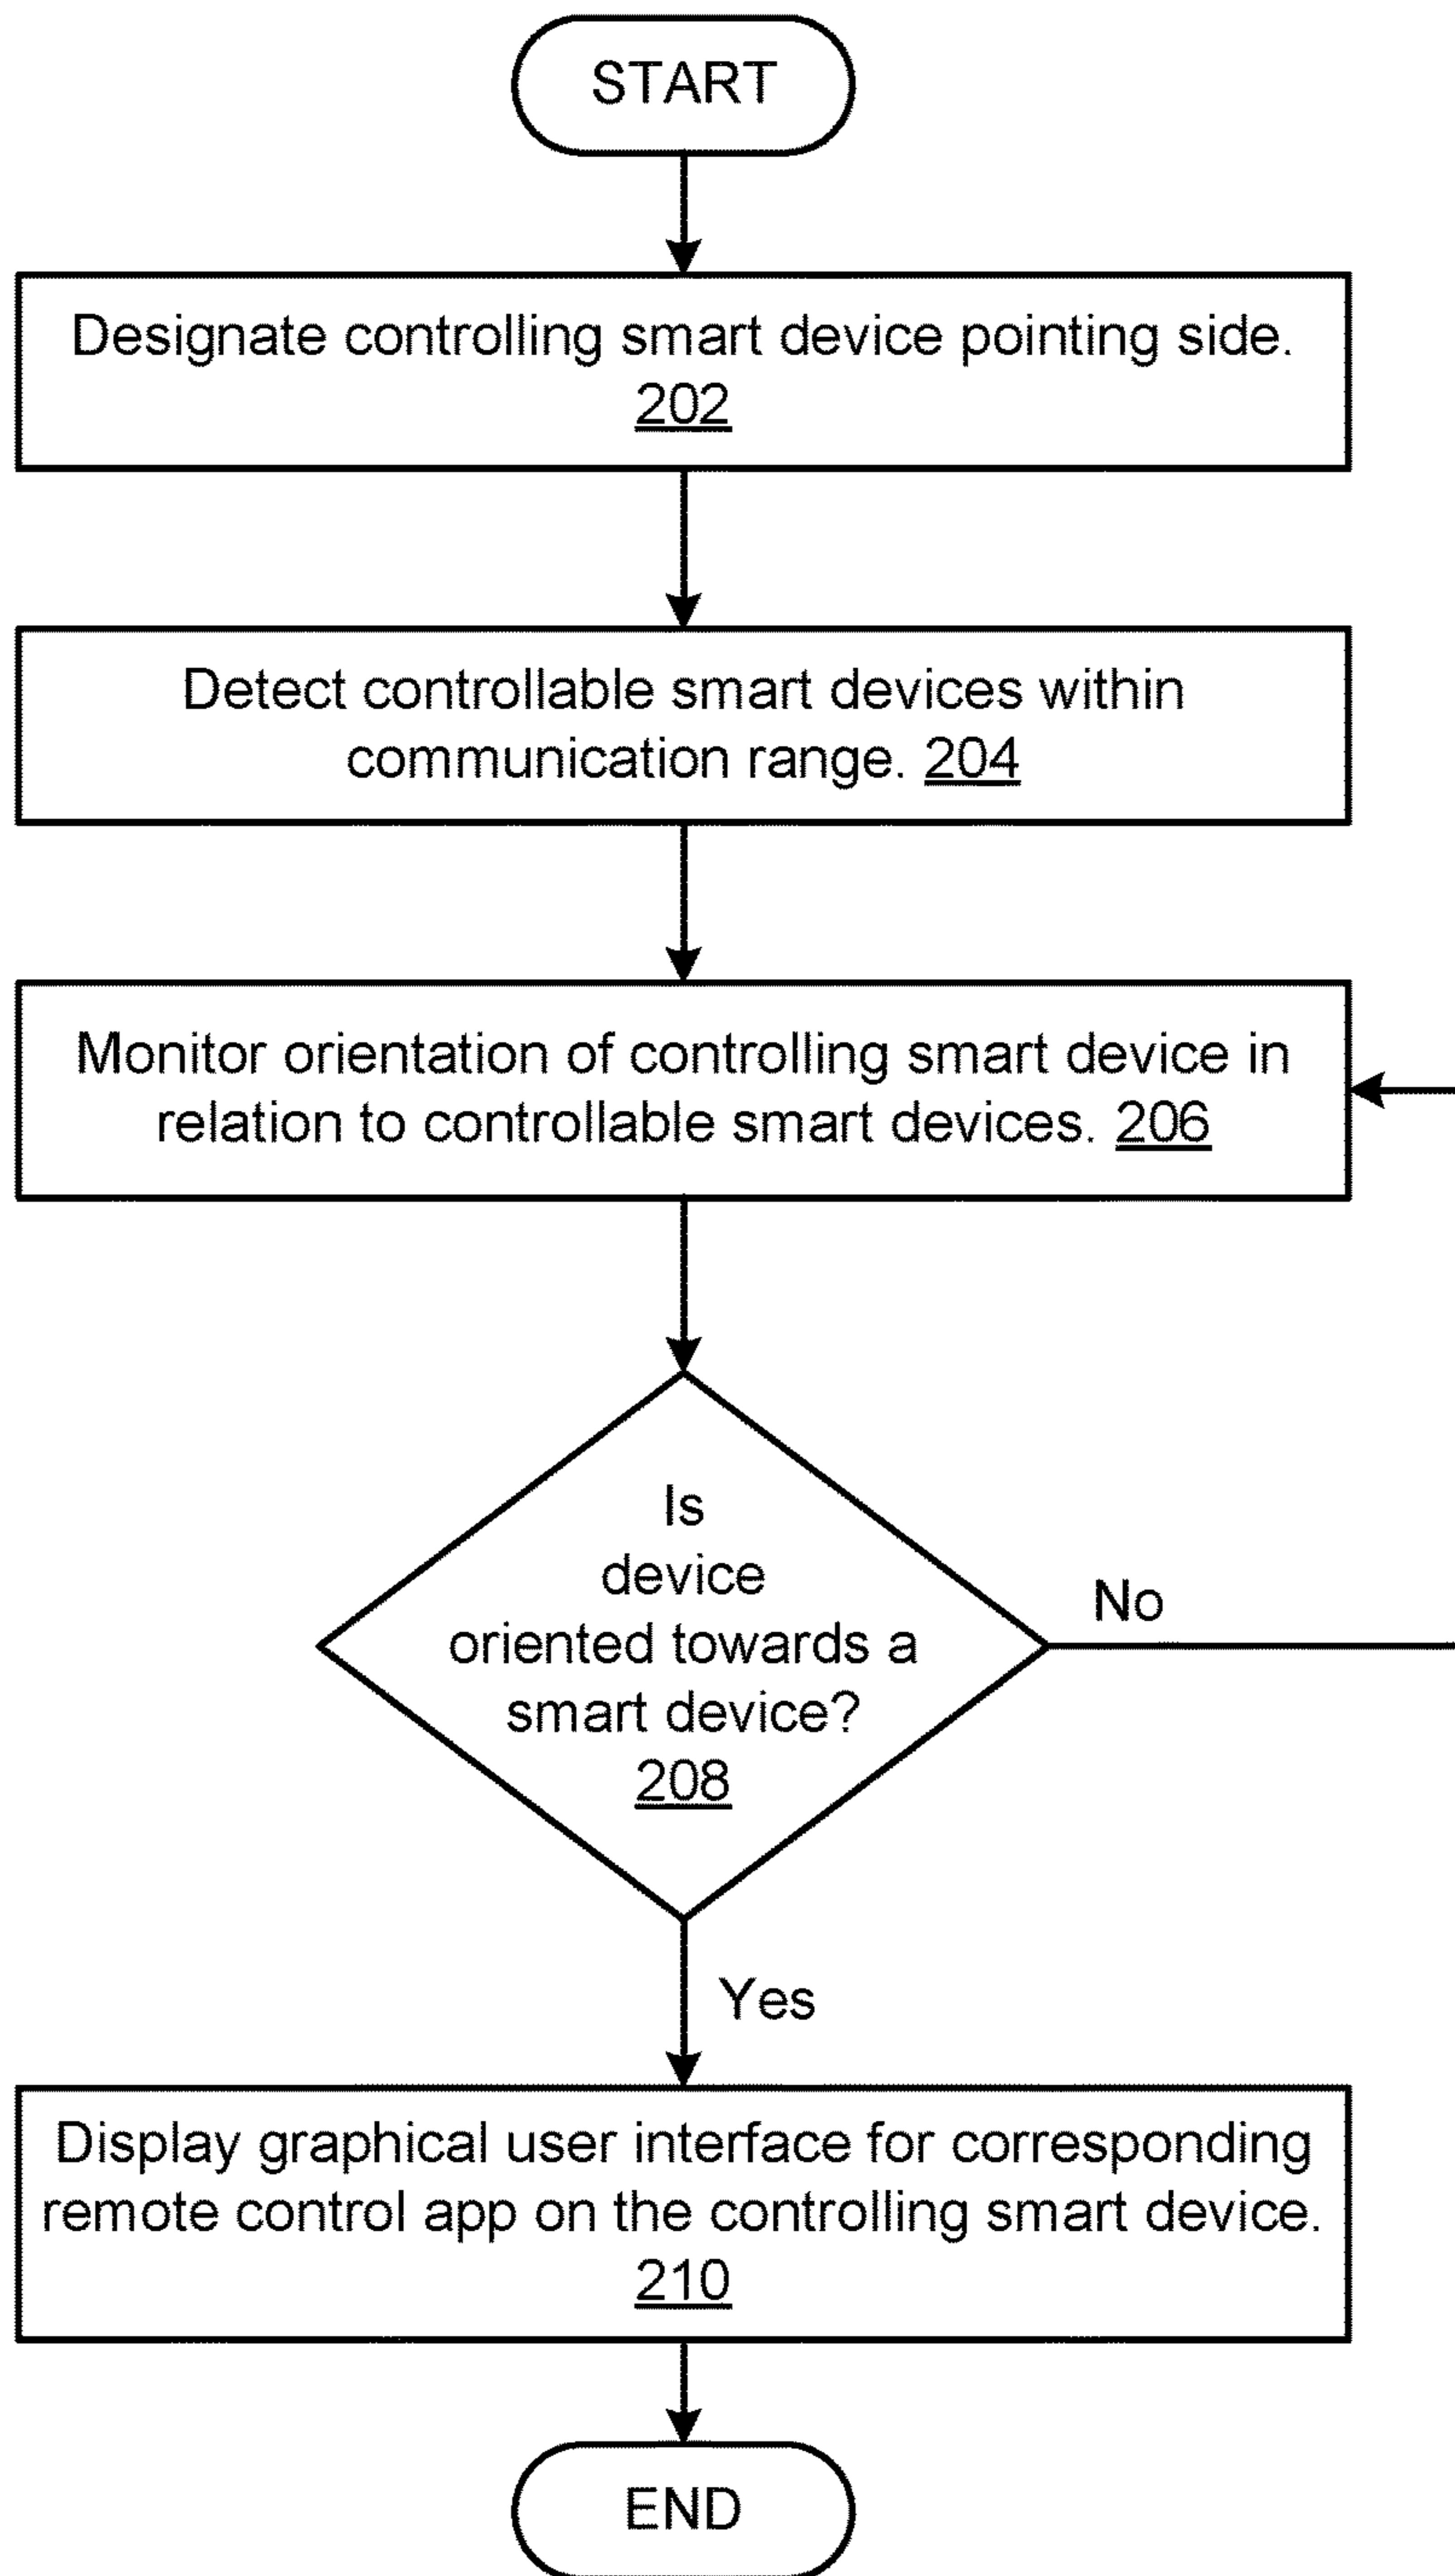 START
Designate controlling smart device pointing side.
202
Detect controllable smart devices within
communication range. 204
Monitor orientation of controlling smart device in
relation to controllable smart devices. 206
Is
device
oriented towards a
smart device?
208
No
Yes
Display graphical user interface for corresponding
remote control app on the controlling smart device.
210
END